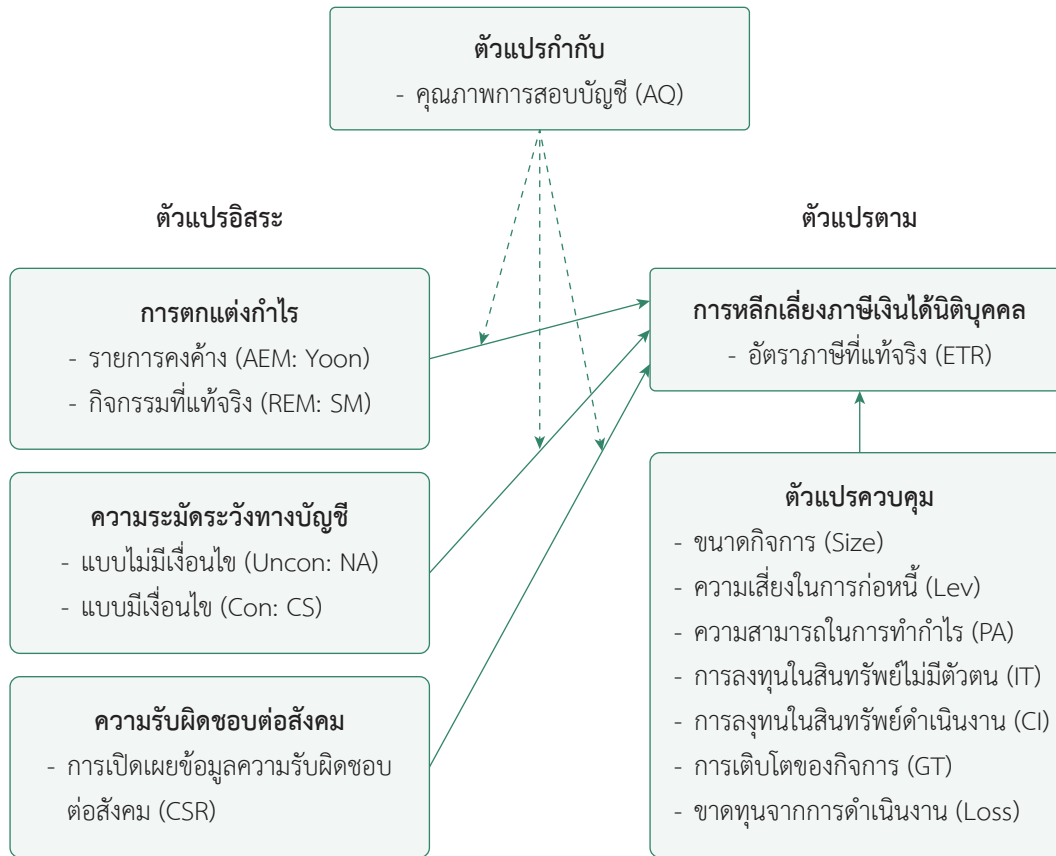 ตัวแปรกำกับ
- คุณภาพการสอบบัญชี (AQ)
ตัวแปรอิสระ
การตกแต่งกำไร
- รายการคงค้าง (AEM: Yoon)
- กิจกรรมที่แท้จริง (REM: SM)
ความระมัดระวังทางบัญชี
- แบบไม่มีเงื่อนไข (Uncon: NA)
- แบบมีเงื่อนไข (Con: CS)
ความรับผิดชอบต่อสังคม
- การเปิดเผยข้อมูลความรับผิดชอบ
ต่อสังคม (CSR)
ตัวแปรตาม
การหลีกเลี่ยงภาษีเงินได้นิติบุคคล
- อัตราภาษีที่แท้จริง (ETR)
ตัวแปรควบคุม
- ขนาดกิจการ (Size)
- ความเสี่ยงในการก่อหนี้ (Lev)
- ความสามารถในการทำกำไร (PA)
- การลงทุนในสินทรัพย์ไม่มีตัวตน (IT)
- การลงุทนในสินทรัพย์ดำเนินงาน (CI)
- การเติบโตของกิจการ (GT)
- ขาดทุนจากการดำเนินงาน (Loss)